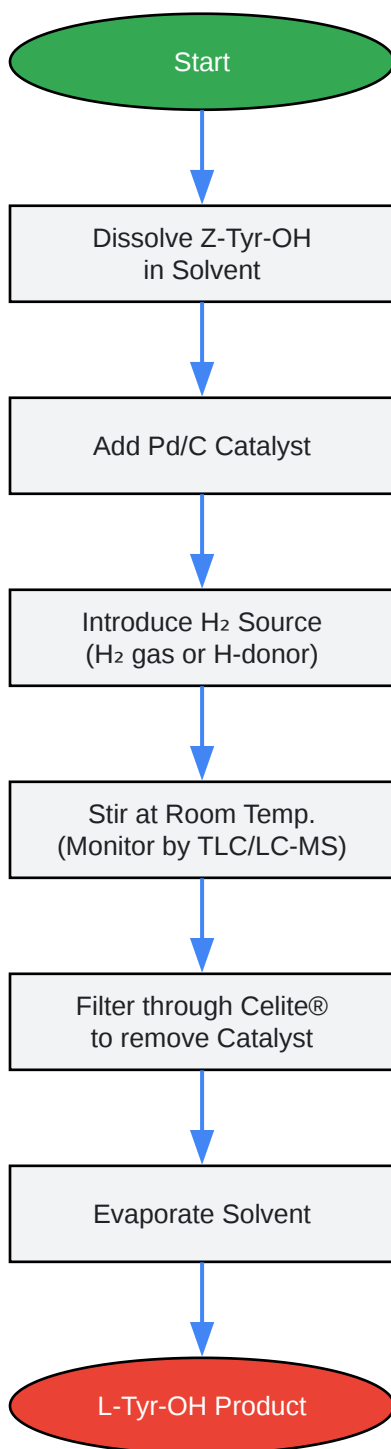 Start
Dissolve Z-Tyr-OH
in Solvent
Add Pd/C Catalyst
Introduce H₂ Source
(H₂ gas or H-donor)
Stir at Room Temp.
(Monitor by TLC/LC-MS)
Filter through Celite®
to remove Catalyst
Evaporate Solvent
L-Tyr-OH Product